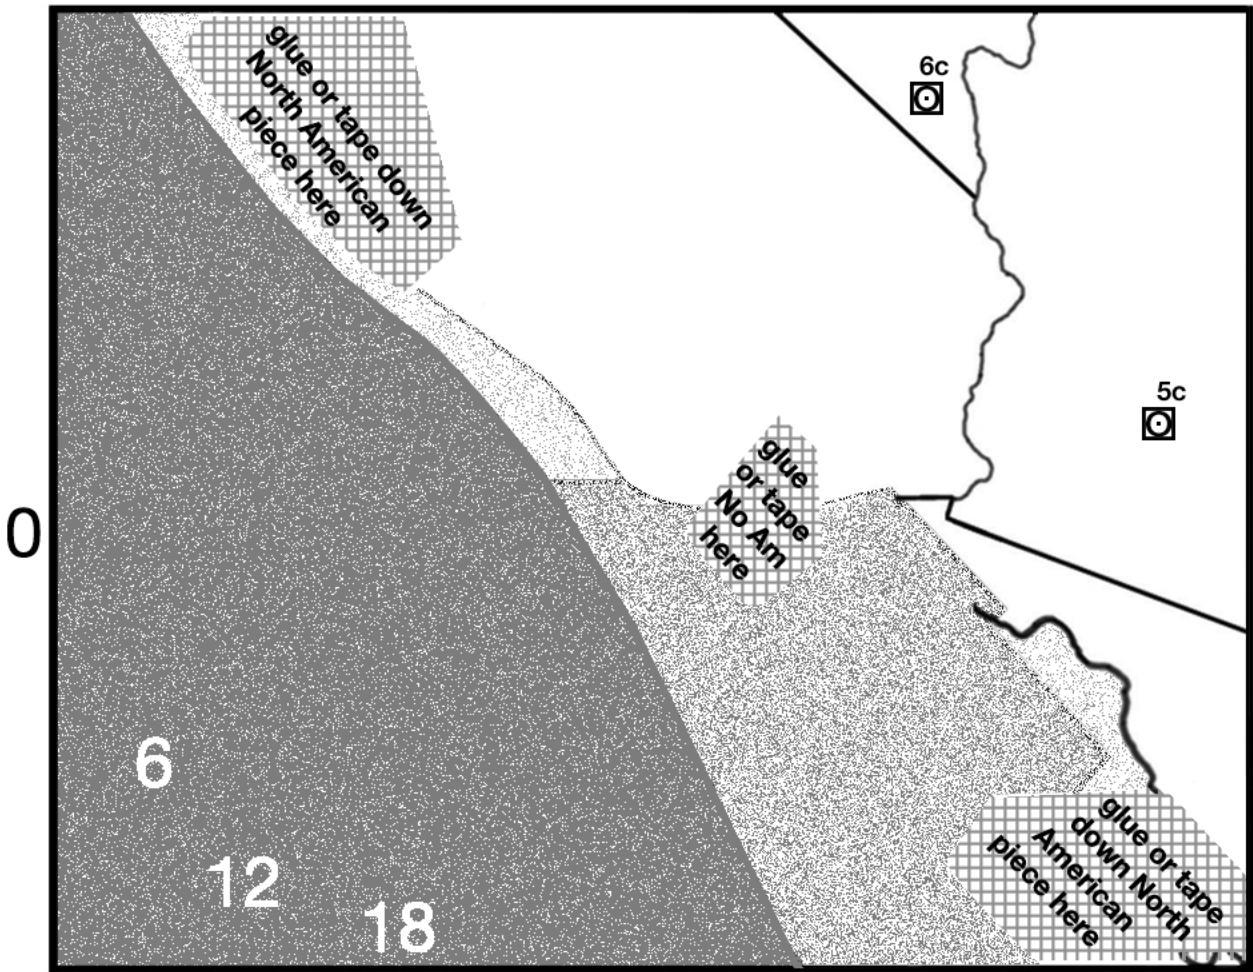 glue or tape down
North American
piece here
6c
5c
glue
or tape
No Am
here
0
6
12
18
glue or tape
down North
American
piece here